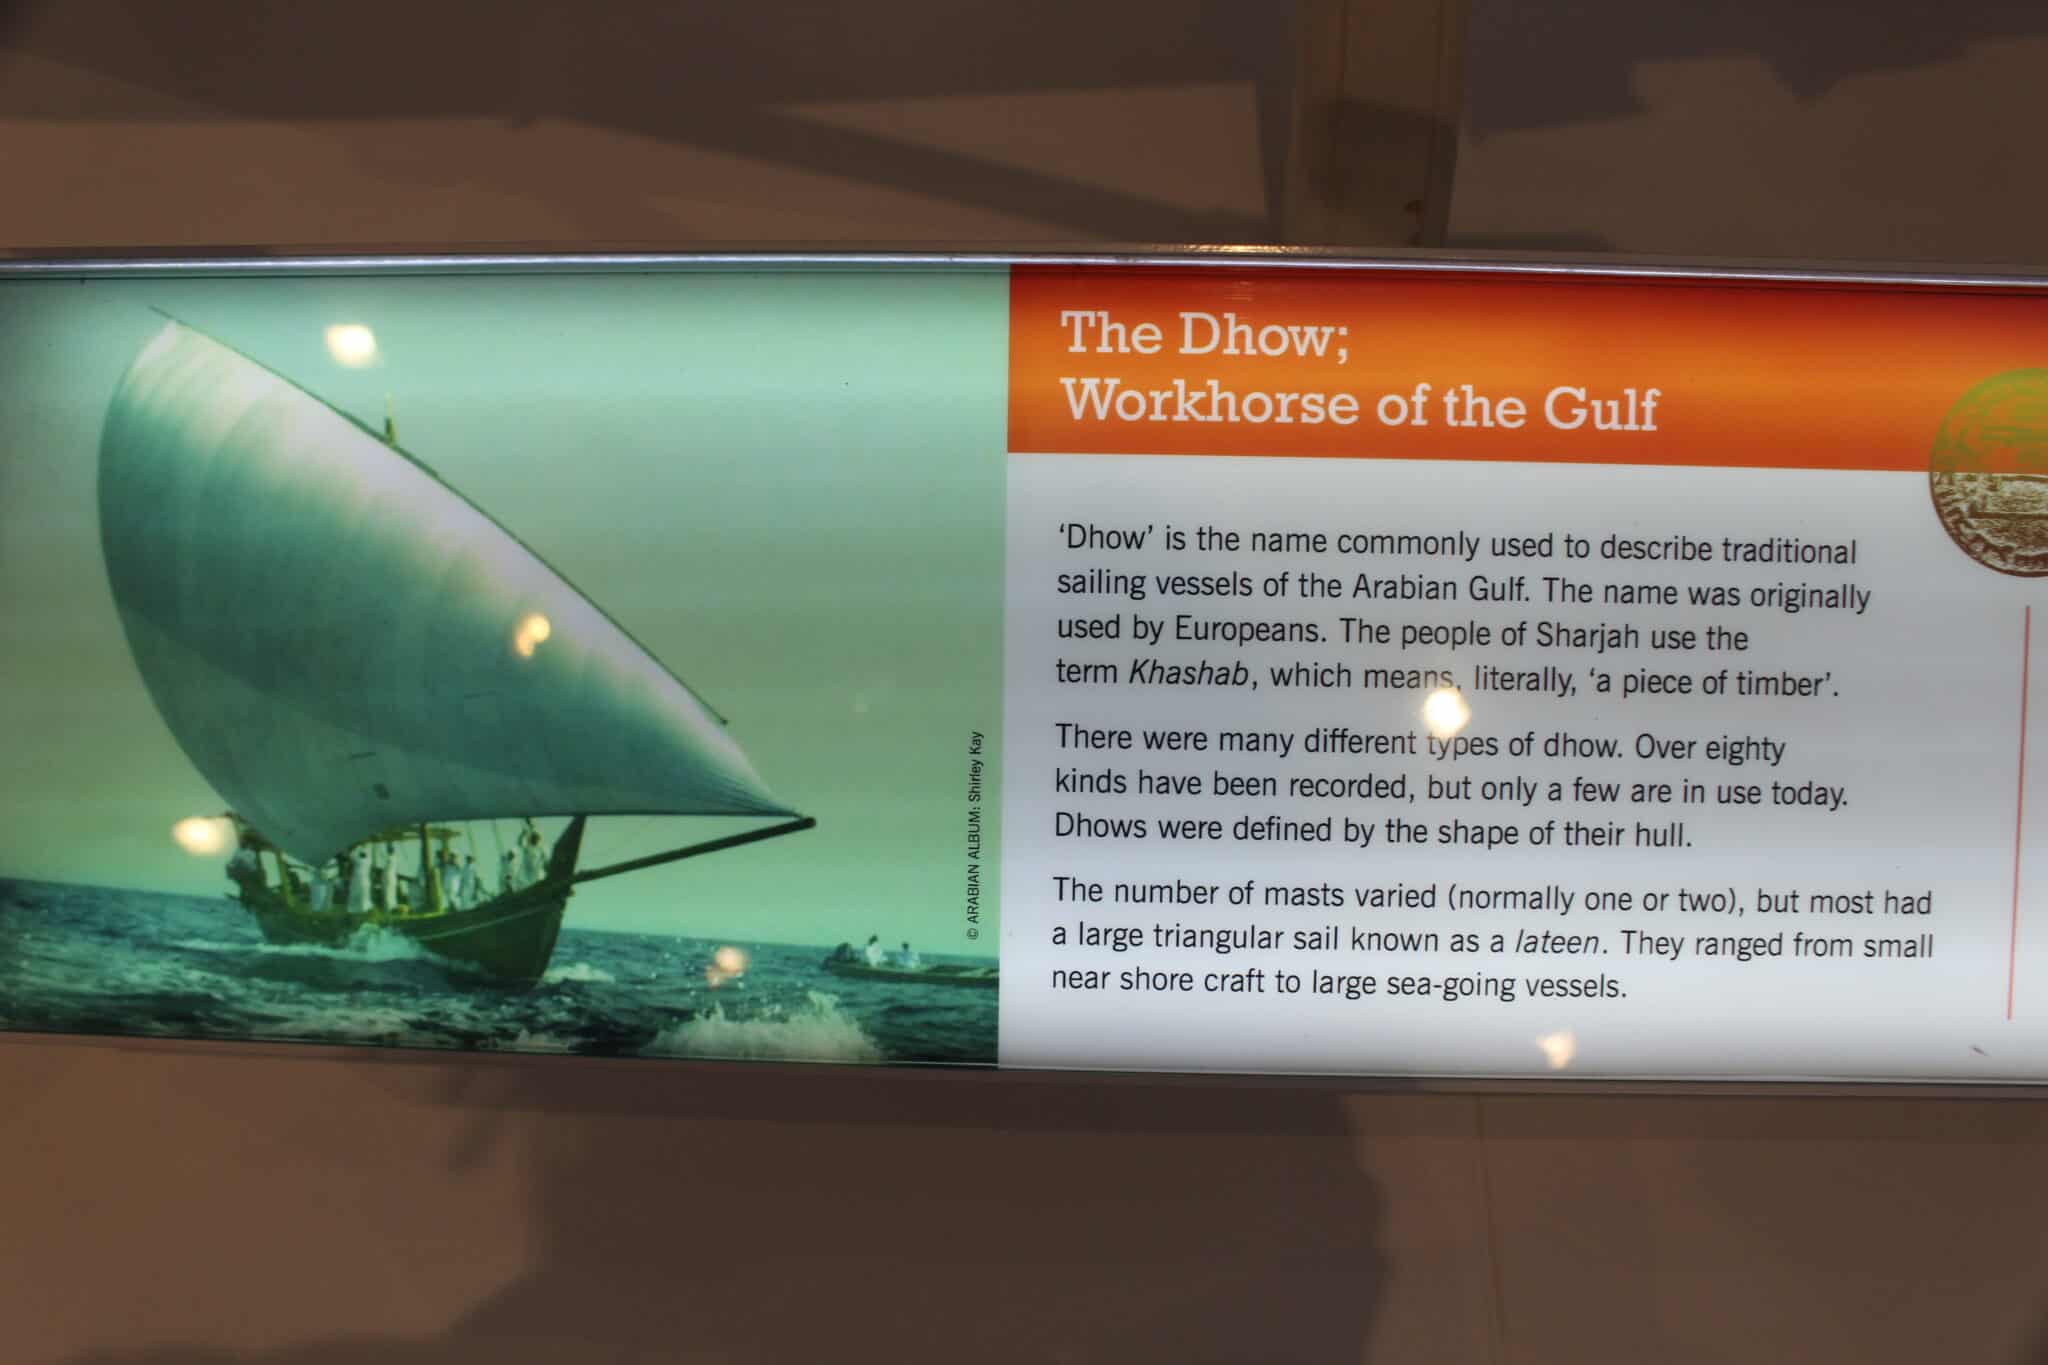 The Dhow;
Workhorse of the Gulf
‘Dhow’ is the name commonly used to describe traditional
sailing vessels of the Arabian Gulf. The name was originally
used by Europeans. The people of Sharjah use the
term Khashab, which means, literally, ‘a piece of timber’.
There were many different types of dhow. Over eighty
kinds have been recorded, but only a few are in use today.
Dhows were defined by the shape of their hull.
The number of masts varied (normally one or two), but most had
a large triangular sail known as a lateen. They ranged from small
near shore craft to large sea-going vessels.
© ARABIAN ALBUM: Shirley Kay